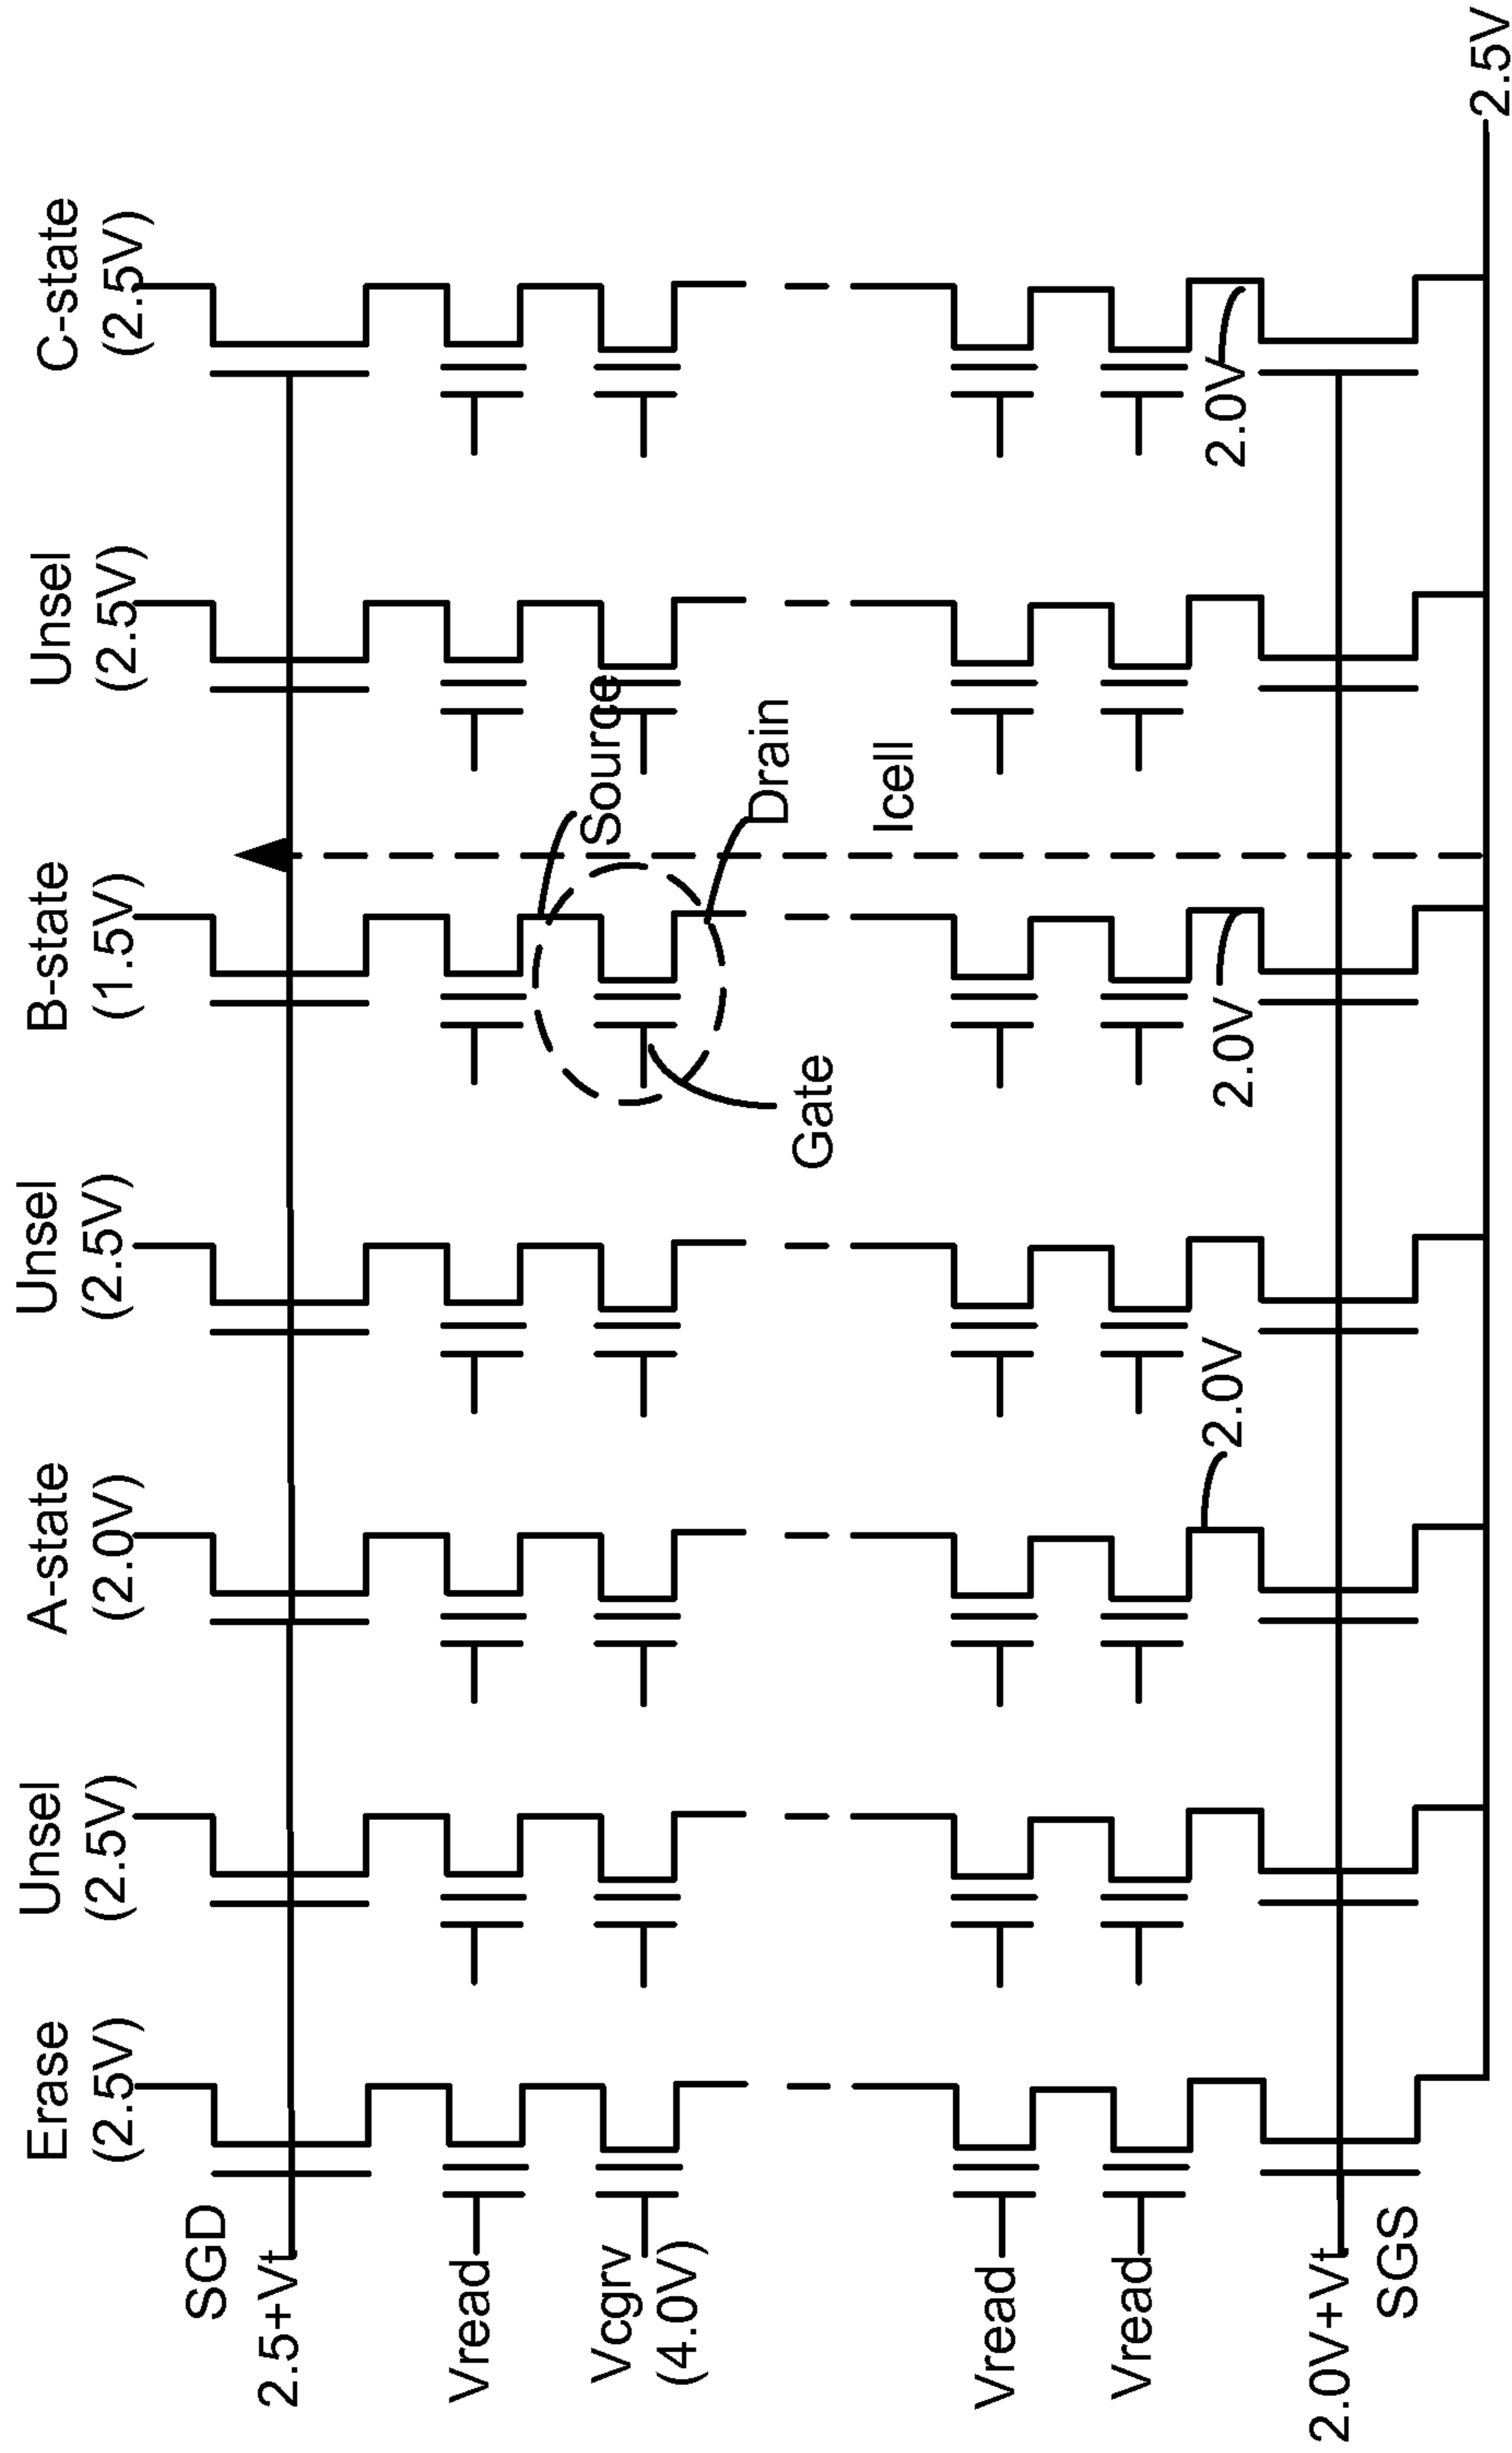 Erase
(2.5V)
Unsel
(2.5V)
A-state
(2.0V)
Unsel
(2.5V)
B-state
(1.5V)
Unsel
(2.5V)
C-state
(2.5V)
SGD
2.5+Vt
Vread
Vcgrv
(4.0V)
Source
Drain
Gate
Icell
Vread
Vread
2.0V
2.0V
2.0V
2.0V+Vt
SGS
2.5V